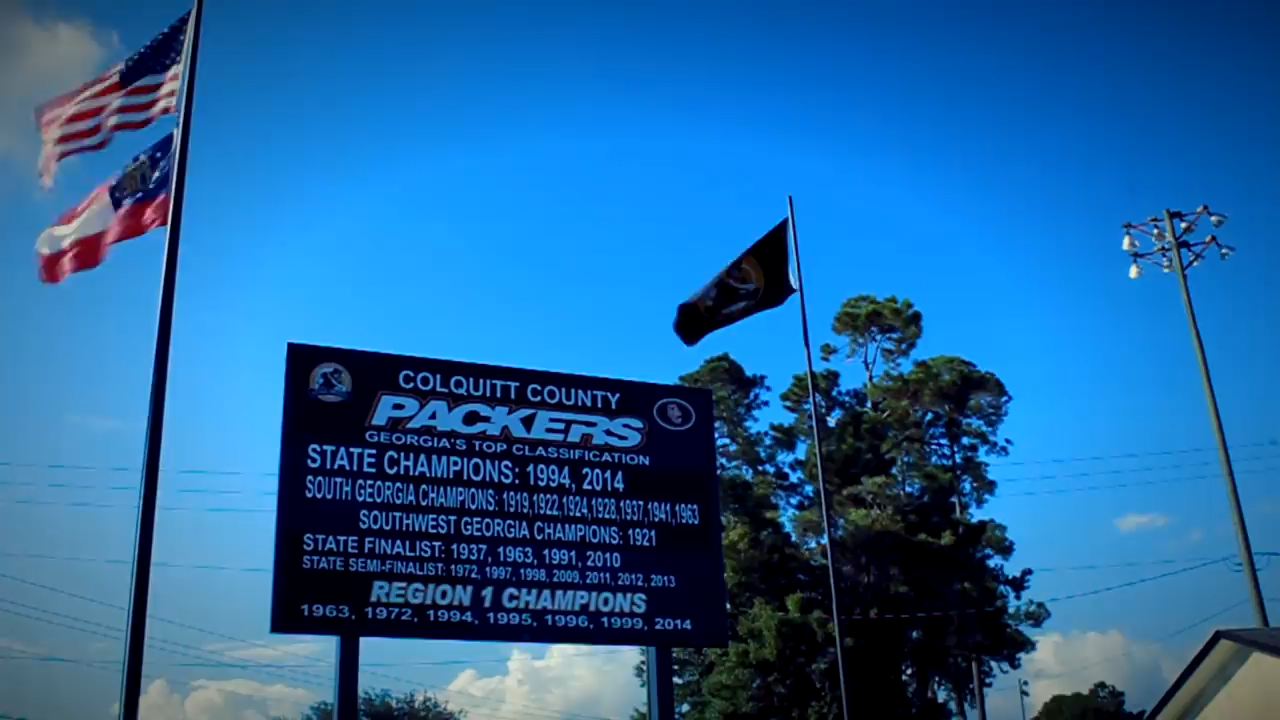 COLQUITT COUNTY
PACKERS
GEORGIA'S TOP CLASSIFICATION
STATE CHAMPIONS: 1994, 2014
SOUTH GEORGIA CHAMPIONS: 1919,1922,1924,1928,1937,1941,1963
SOUTHWEST GEORGIA CHAMPIONS: 1921
STATE FINALIST: 1937, 1963, 1991, 2010
STATE SEMI-FINALIST: 1972, 1997, 1998, 2009, 2011, 2012, 2013
REGION 1 CHAMPIONS
1963, 1972, 1994, 1995, 1996, 1999, 2014